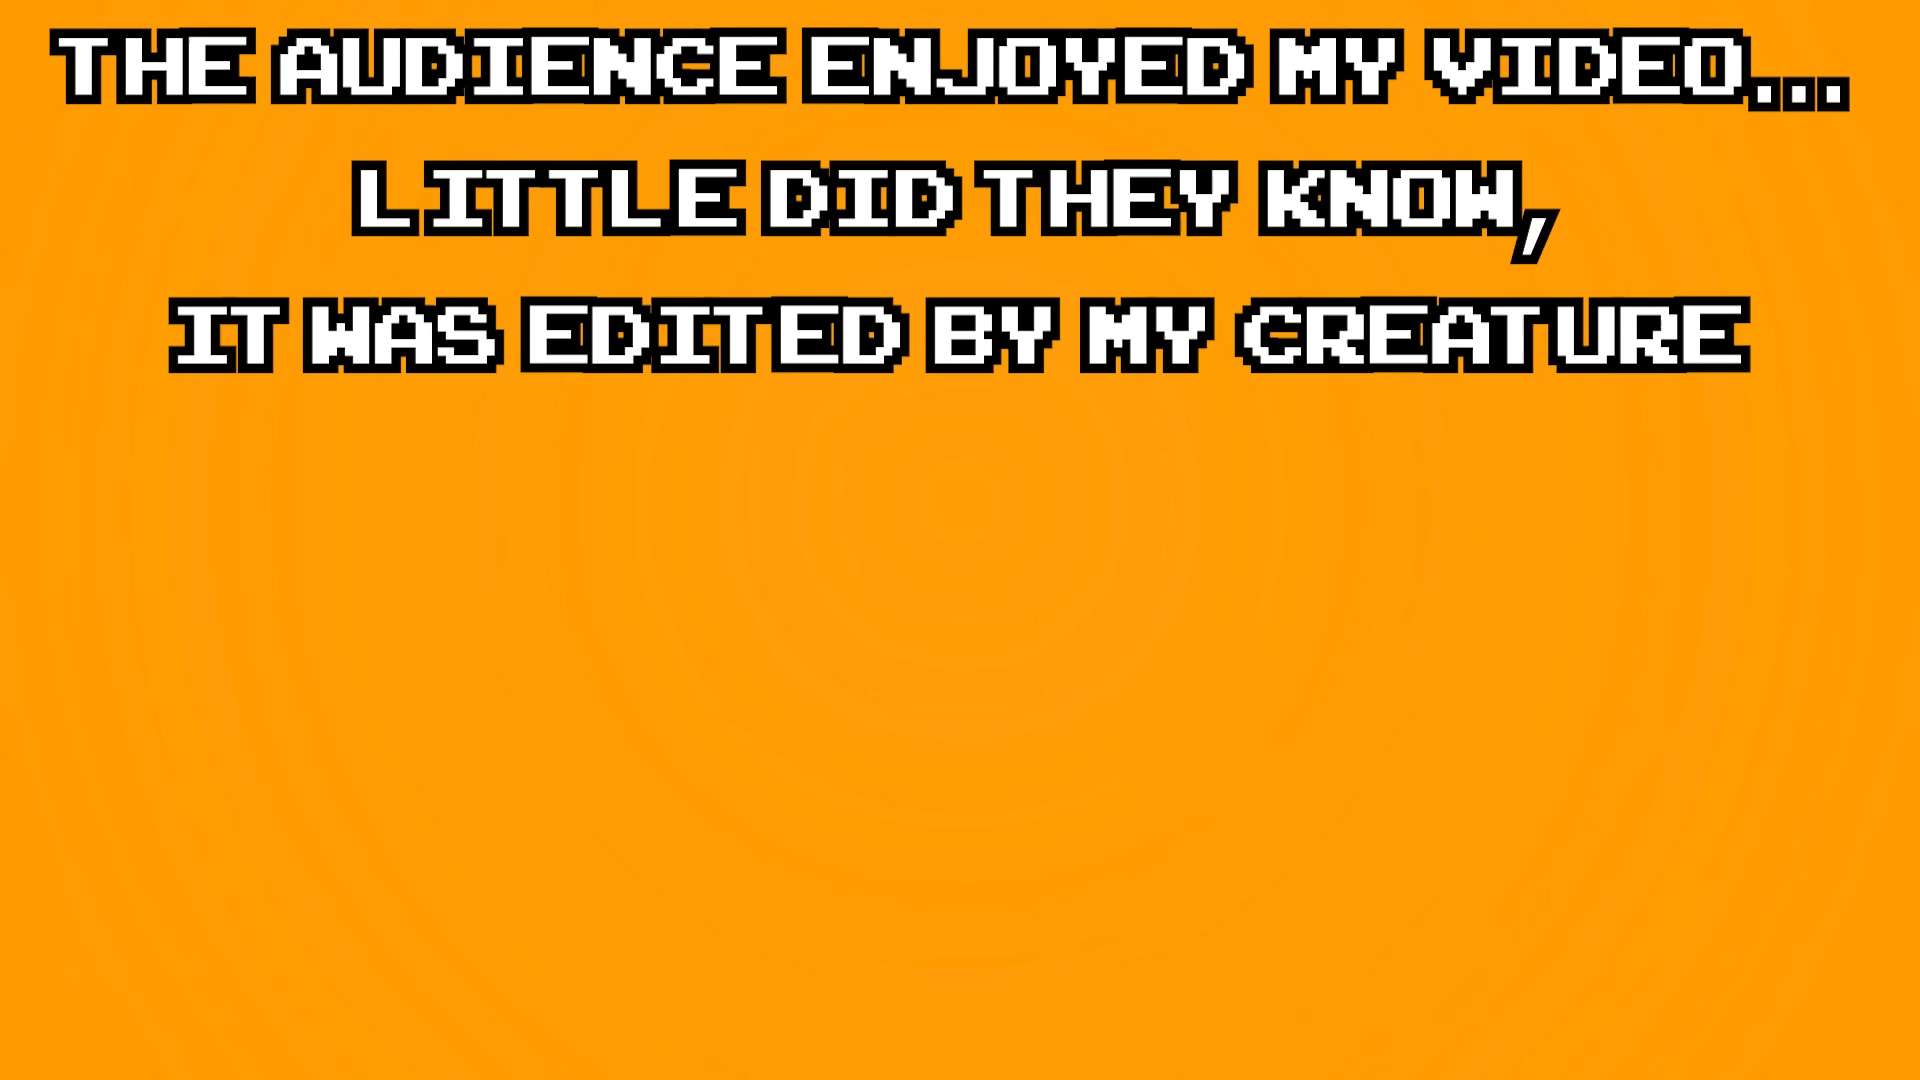 THE AUDIENCE ENJOYED MY VIDEO...
LITTLE DID THEY KNOW,
IT WAS EDITED BY MY CREATURE